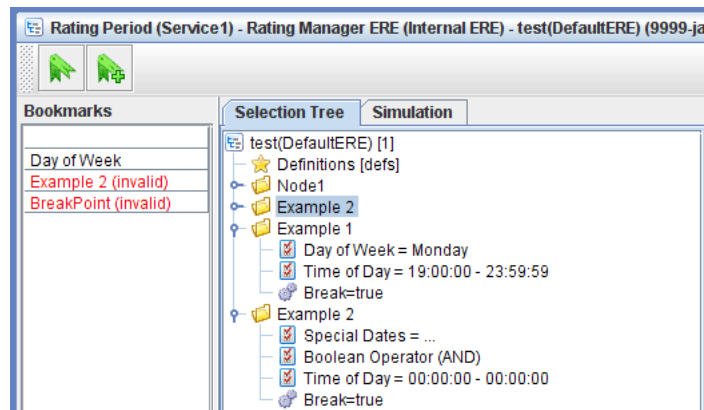 Rating Period (Service1) - Rating Manager ERE (Internal ERE) - test(DefaultERE) (9999-ja
Bookmarks
Day of Week
Example 2 (invalid)
BreakPoint (invalid)
Selection Tree Simulation
test(DefaultERE) [1]
Definitions [defs]
Node1
Example 2
Example 1
Day of Week = Monday
Time of Day = 19:00:00 - 23:59:59
Break=true
Example 2
Special Dates = ...
Boolean Operator (AND)
Time of Day = 00:00:00 - 00:00:00
Break=true